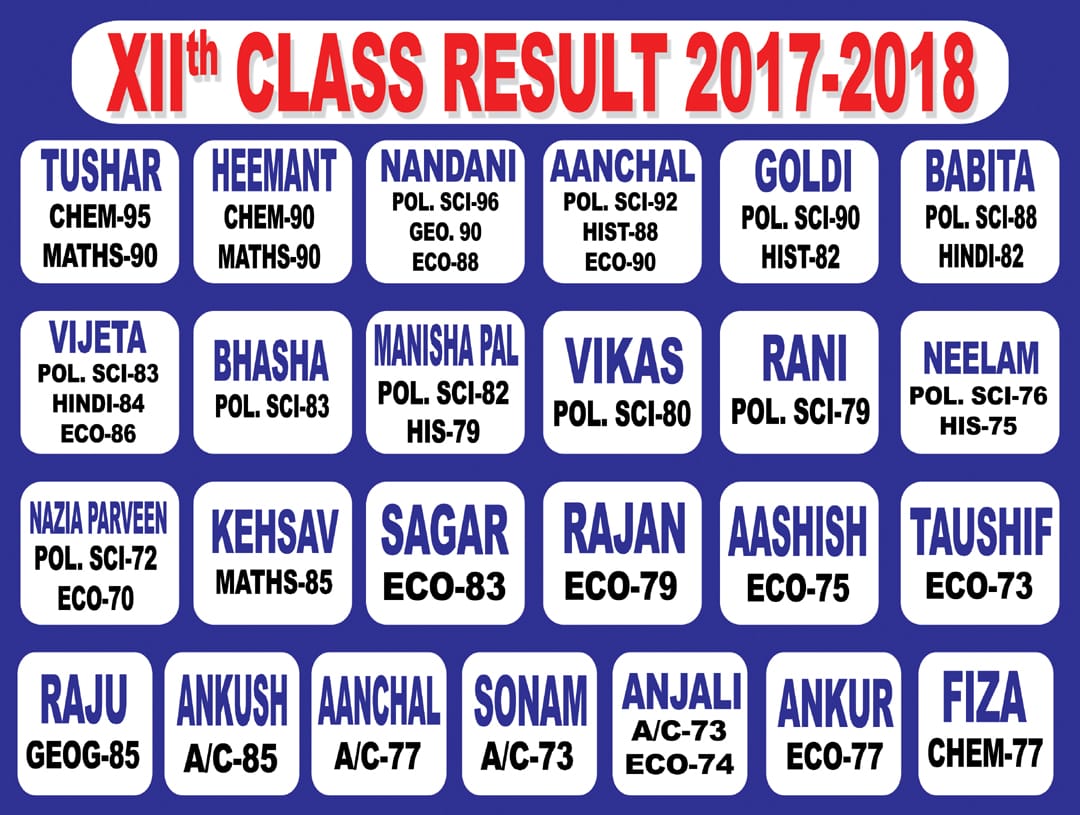 XIIth CLASS RESULT 2017-2018
TUSHAR
CHEM-95
MATHS-90
HEEMANT
CHEM-90
MATHS-90
NANDANI
POL. SCI-96
GEO. 90
ECO-88
AANCHAL
POL. SCI-92
HIST-88
ECO-90
GOLDI
POL. SCI-90
HIST-82
BABITA
POL. SCI-88
HINDI-82
VIJETA
POL. SCI-83
HINDI-84
ECO-86
BHASHA
POL. SCI-83
MANISHA PAL
POL. SCI-82
HIS-79
VIKAS
POL. SCI-80
RANI
POL. SCI-79
NEELAM
POL. SCI-76
HIS-75
NAZIA PARVEEN
POL. SCI-72
ECO-70
KEHSAV
MATHS-85
SAGAR
ECO-83
RAJAN
ECO-79
AASHISH
ECO-75
TAUSHIF
ECO-73
RAJU
GEOG-85
ANKUSH
A/C-85
AANCHAL
A/C-77
SONAM
A/C-73
ANJALI
A/C-73
ECO-74
ANKUR
ECO-77
FIZA
CHEM-77